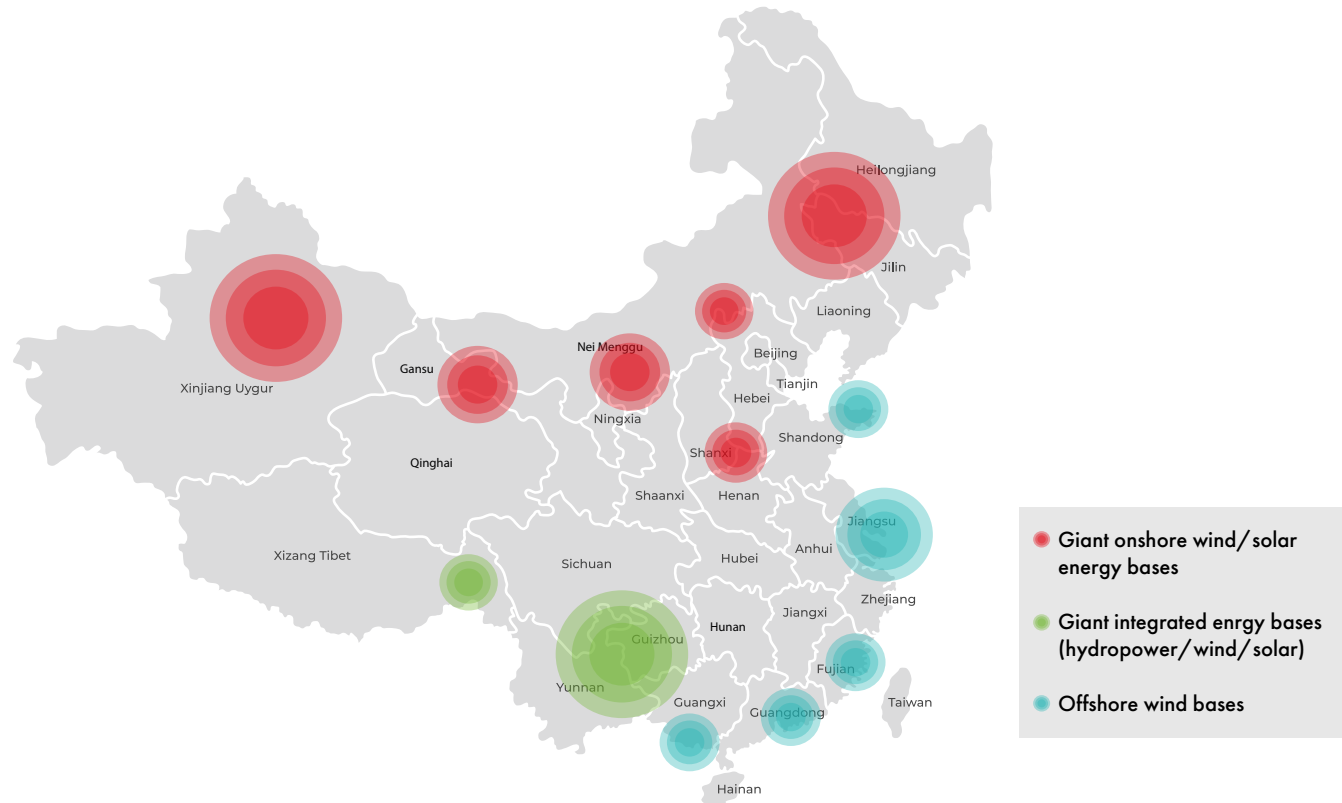 Heilongjiang
Jilin
Liaoning
Nei Menggu
Beijing
Gansu
Tianjin
Xinjiang Uygur
Hebei
Ningxia
Shandong
Shanxi
Qinghai
Shaanxi
Henan
Jiangsu
Anhui
Xizang Tibet
Sichuan
Hubei
Zhejiang
Jiangxi
Hunan
Guizhou
Fujian
Yunnan
Guangxi
Taiwan
Guangdong
Hainan
Giant onshore wind/solar
energy bases
Giant integrated enrgy bases
(hydropower/wind/solar)
Offshore wind bases